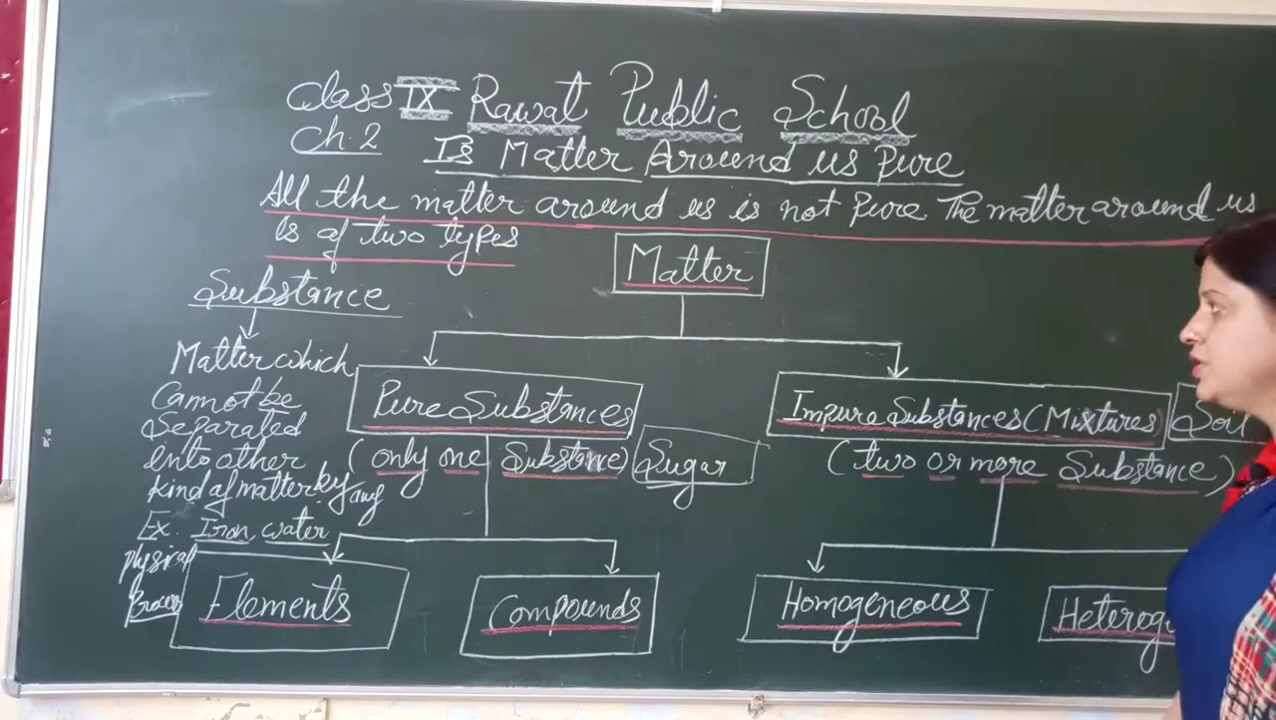 Class IX Rawat Public School
Ch. 2 Is Matter Around us Pure
All the matter around us is not Pure. The matter around us
is of two types
Matter
Substance
Matter which
Cannot be
Separated
into other
kind of matter by any
Ex. Iron, water
physical
Process
Pure Substances
(only one Substance)
Sugar
Impure Substances (Mixtures)
Soil
(two or more Substance)
Elements
Compounds
Homogeneous
Heterog